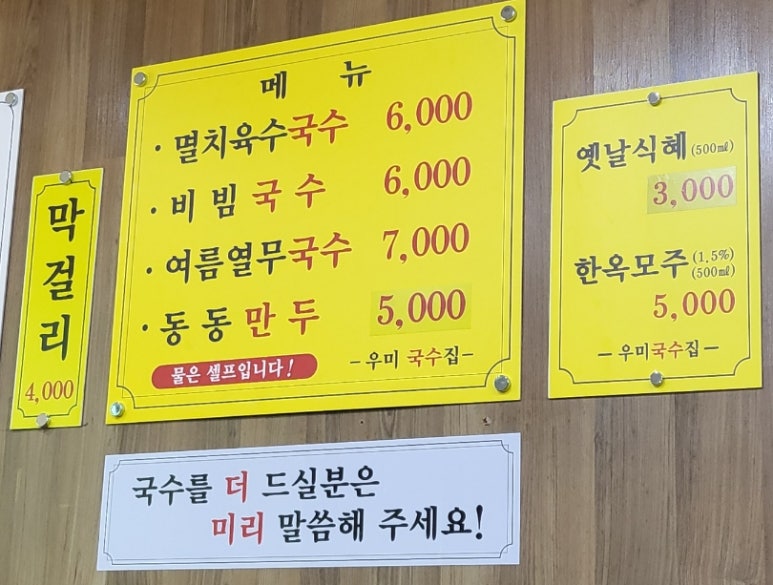 막걸리
4,000
메 뉴
· 멸치육수국수 6,000
· 비빔국수 6,000
· 여름열무국수 7,000
· 동동만두 5,000
물은 셀프입니다!
- 우미 국수집 -
옛날식혜(500㎖)
3,000
한옥모주(1.5%)(500㎖)
5,000
- 우미국수집 -
국수를 더 드실분은
미리 말씀해 주세요!